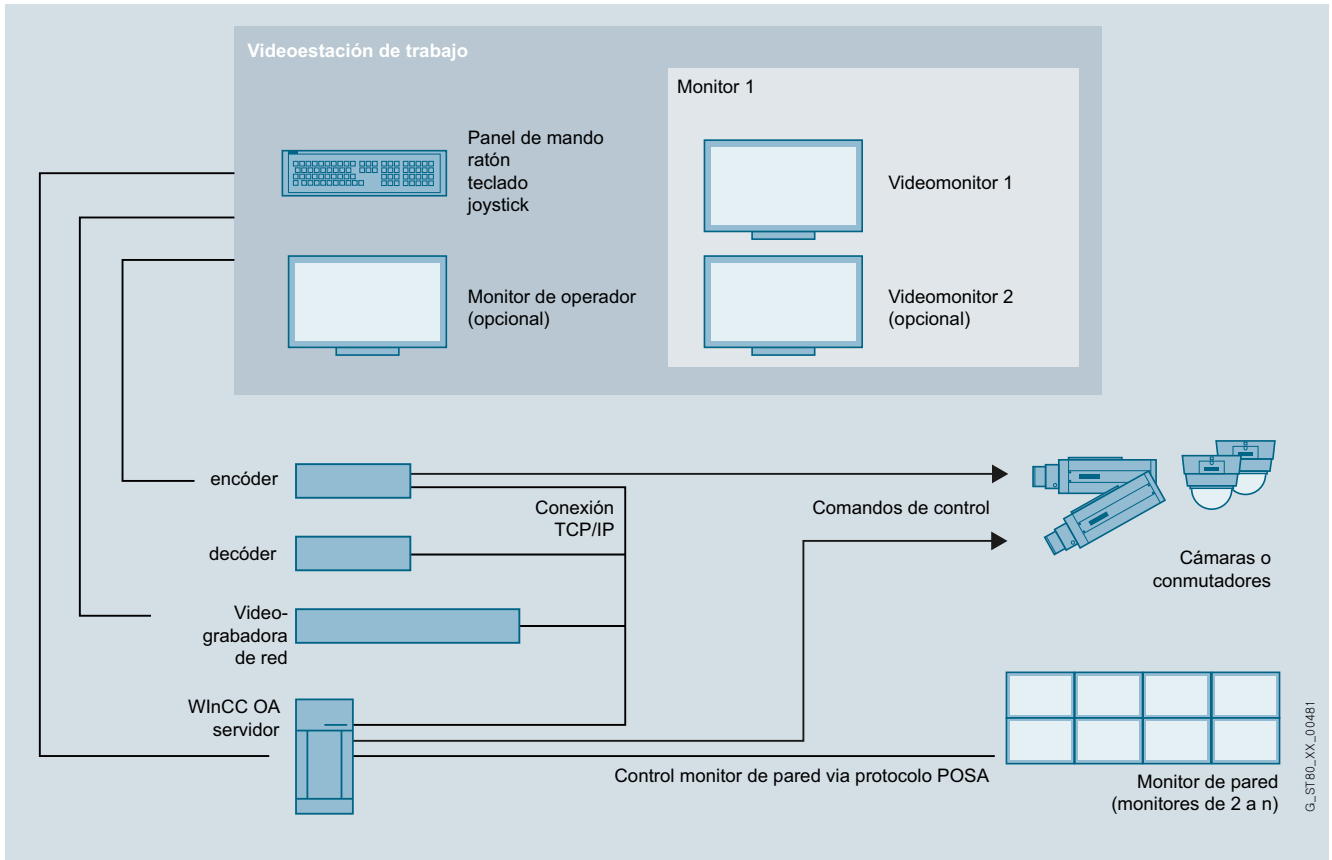 Videoestación de trabajo
Monitor 1
Panel de mando
ratón
teclado
joystick
Videomonitor 1
Monitor de operador
(opcional)
Videomonitor 2
(opcional)
encóder
Conexión
TCP/IP
Comandos de control
decóder
Cámaras o
conmutadores
Video-
grabadora
de red
WInCC OA
servidor
Control monitor de pared via protocolo POSA
Monitor de pared
(monitores de 2 a n)
G_ST80_XX_00481